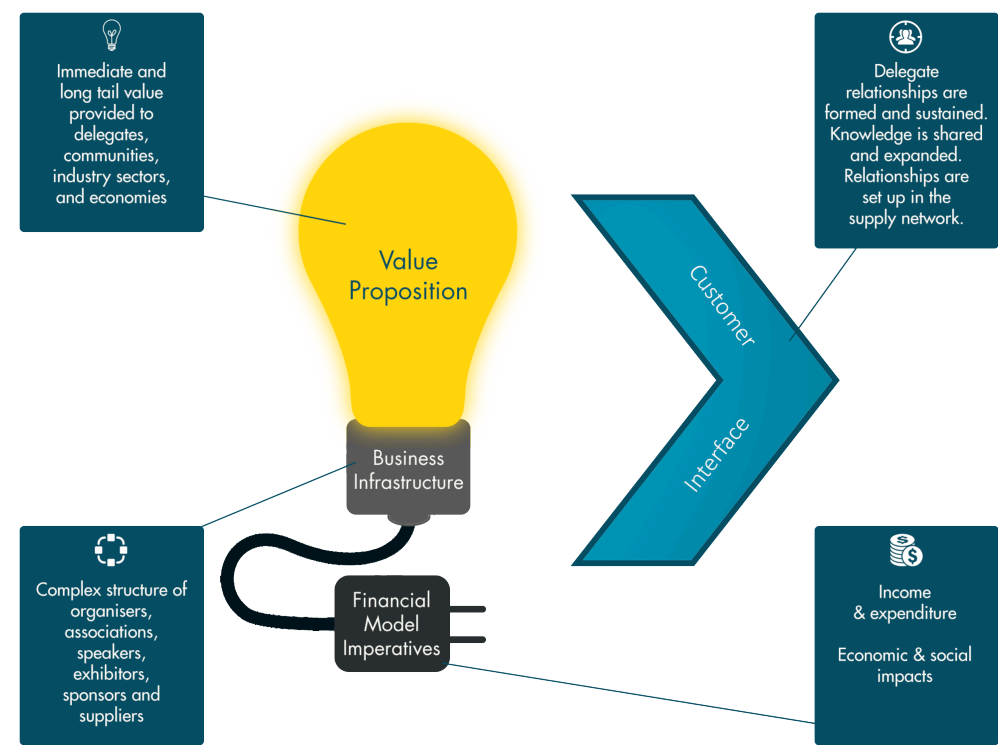 Immediate and
long tail value
provided to
delegates,
communities,
industry sectors,
and economies
Delegate
relationships are
formed and sustained.
Knowledge is shared
and expanded.
Relationships are
set up in the
supply network.
Value
Proposition
Customer
Interface
Business
Infrastructure
Financial
Model
Imperatives
Complex structure of
organisers,
associations,
speakers,
exhibitors,
sponsors and
suppliers
Income
& expenditure
Economic & social
impacts